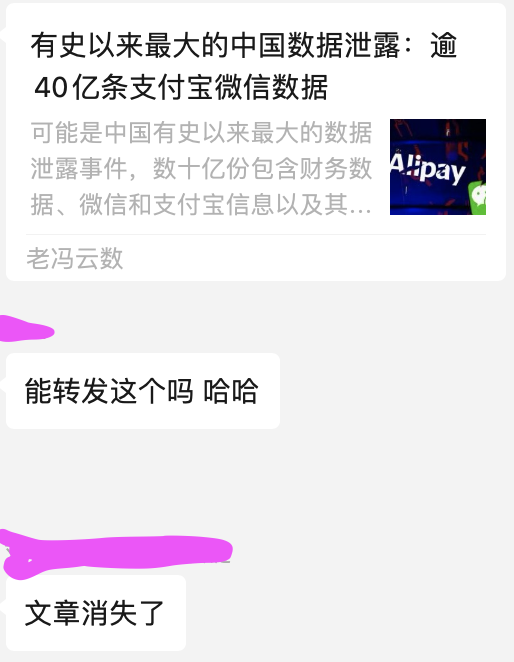 有史以来最大的中国数据泄露：逾
40亿条支付宝微信数据
可能是中国有史以来最大的数据
泄露事件，数十亿份包含财务数
据、微信和支付宝信息以及其...
Alipay
老冯云数
能转发这个吗 哈哈
文章消失了